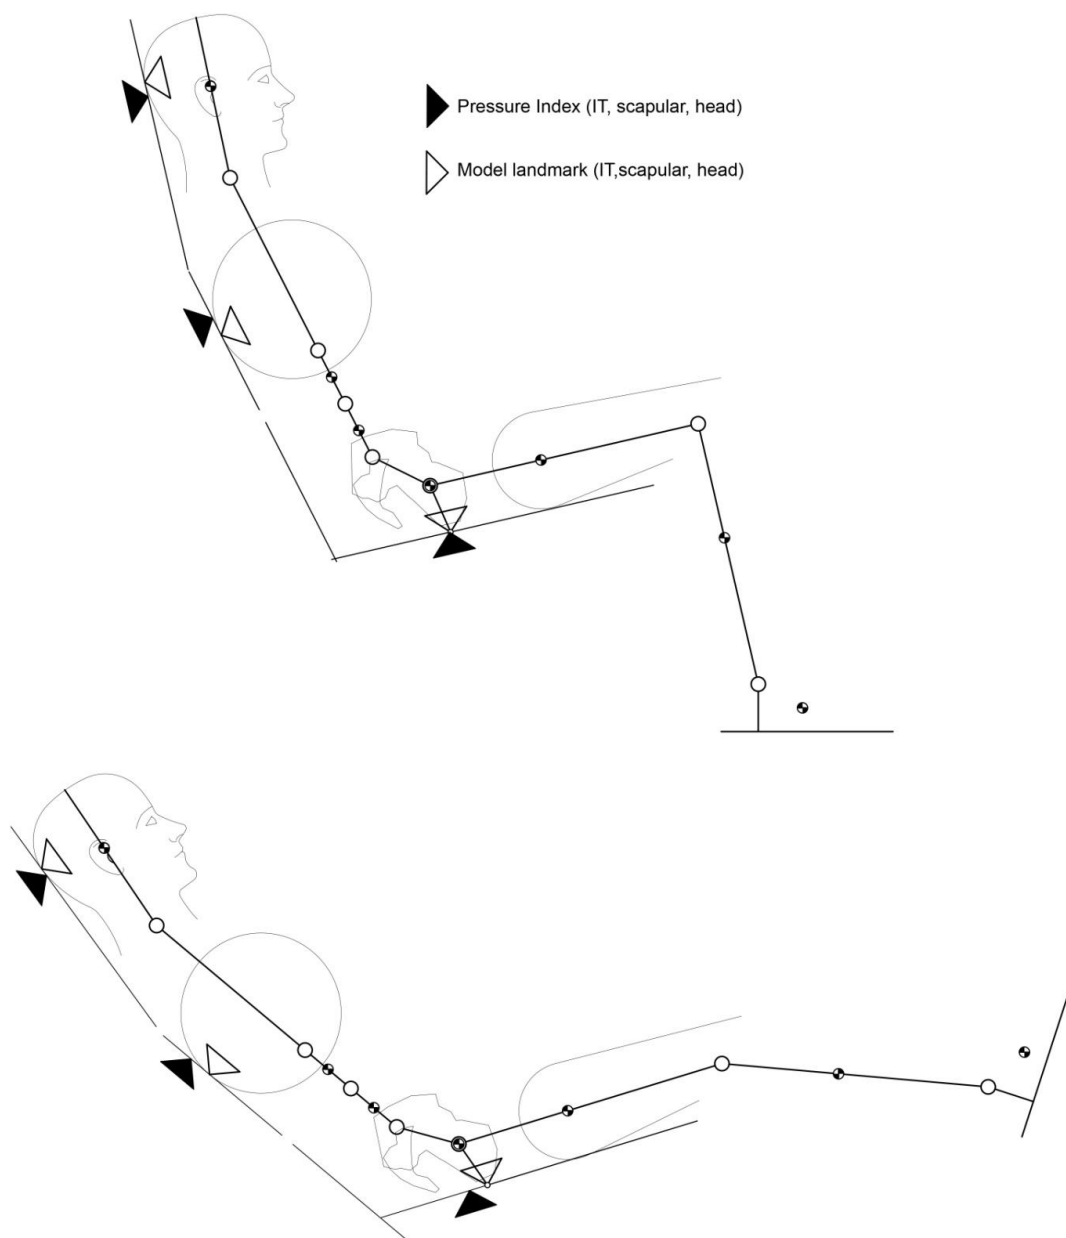 Pressure Index (IT, scapular, head)
Model landmark (IT,scapular, head)